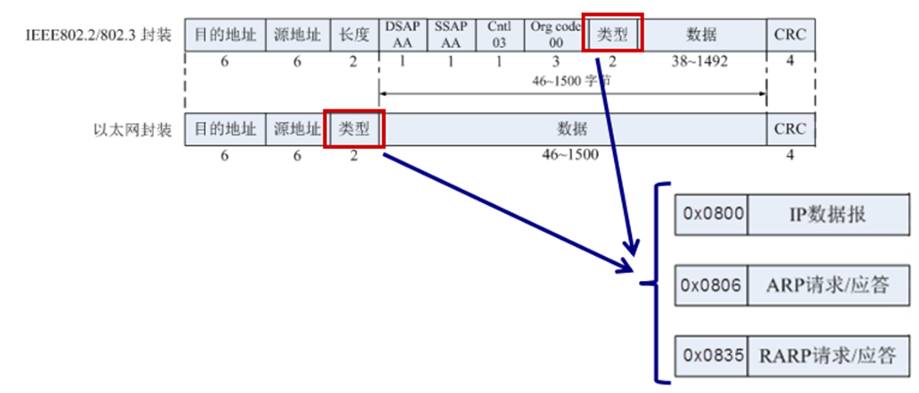 IEEE802.2/802.3 封装 目的地址 源地址 长度 DSAP AA SSAP AA Cntl 03 Org code 00 类型 数据 CRC
6 6 2 1 1 1 3 2 38~1492 4
46~1500 字节
以太网封装 目的地址 源地址 类型 数据 CRC
6 6 2 46~1500 4
0x0800 IP数据报
0x0806 ARP请求/应答
0x0835 RARP请求/应答